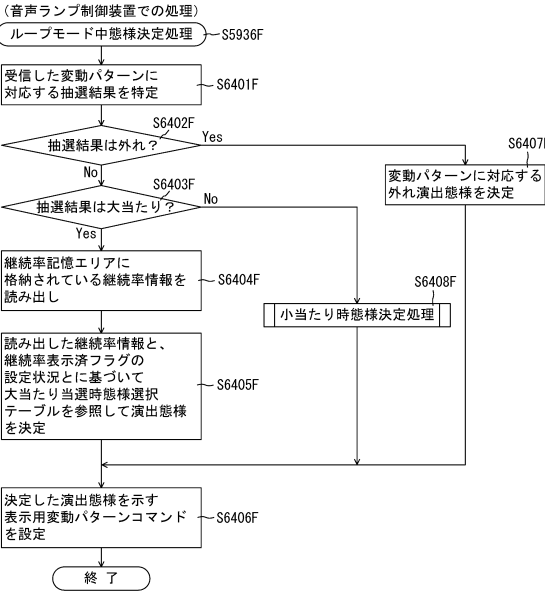 (音声ランプ制御装置での処理)
ループモード中態様決定処理
S5936F
受信した変動パターンに
対応する抽選結果を特定
S6401F
抽選結果は外れ?
S6402F
Yes
No
変動パターンに対応する
外れ演出態様を決定
S6407F
抽選結果は大当たり?
S6403F
No
Yes
継続率記憶エリアに
格納されている継続率情報を
読み出し
S6404F
小当たり時態様決定処理
S6408F
読み出した継続率情報と、
継続率表示済フラグの
設定状況とに基づいて
大当たり当選時態様選択
テーブルを参照して演出態様
を決定
S6405F
決定した演出態様を示す
表示用変動パターンコマンド
を設定
S6406F
終了